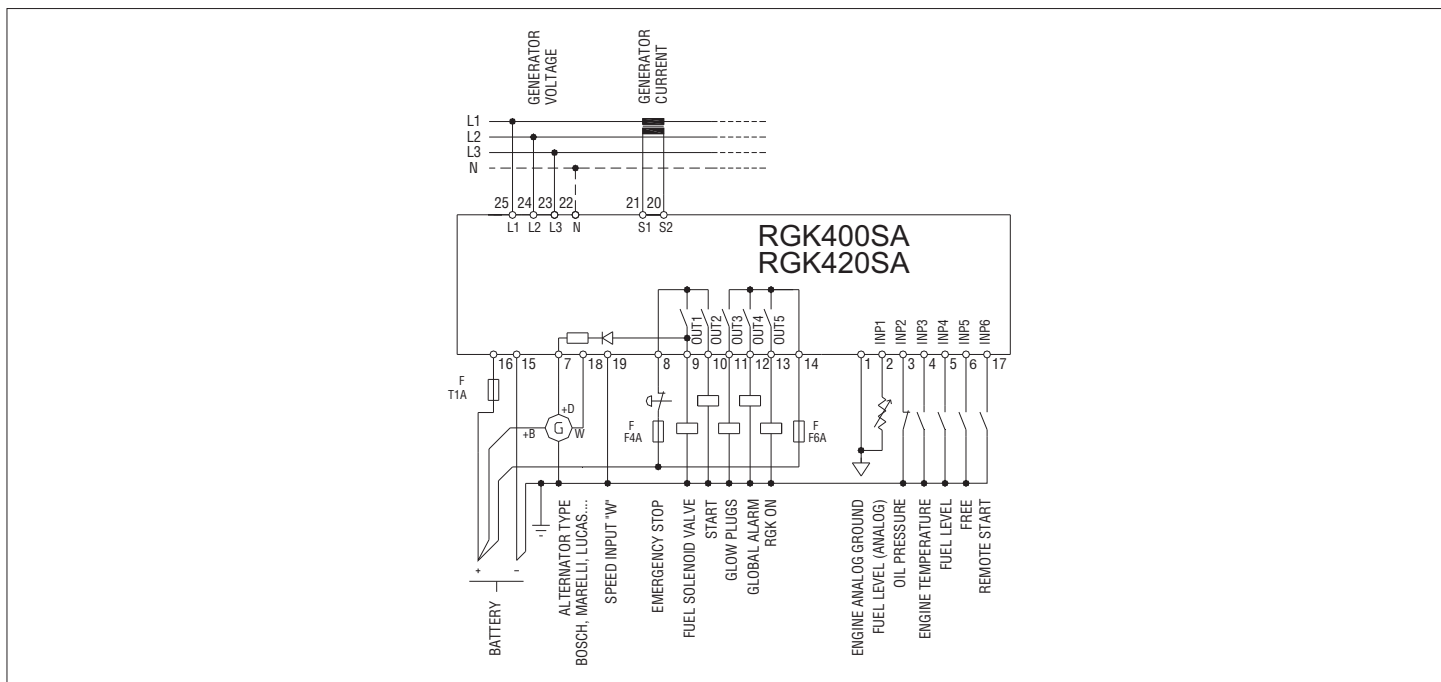 GENERATOR
VOLTAGE
GENERATOR
CURRENT
L1
L2
L3
N
25 24 23 22 21 20
L1 L2 L3 N S1 S2
RGK400SA
RGK420SA
OUT1
OUT2
OUT3
OUT4
OUT5
INP1
INP2
INP3
INP4
INP5
INP6
16 15 7 18 19 8 9 10 11 12 13 14 1 2 3 4 5 6 17
F
T1A
+D
+B
G
W
F
F4A
F
F6A
+ -
BATTERY
ALTERNATOR TYPE
BOSCH, MARELLI, LUCAS....
SPEED INPUT "W"
EMERGENCY STOP
FUEL SOLENOID VALVE
START
GLOW PLUGS
GLOBAL ALARM
RGK ON
ENGINE ANALOG GROUND
FUEL LEVEL (ANALOG)
OIL PRESSURE
ENGINE TEMPERATURE
FUEL LEVEL
FREE
REMOTE START